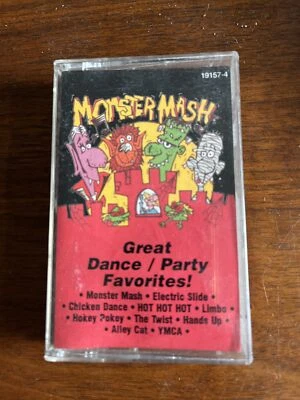 19157-4
MONSTER MASH
Great
Dance / Party
Favorites!
• Monster Mash • Electric Slide •
• Chicken Dance • HOT HOT HOT • Limbo •
• Hokey Pokey • The Twist • Hands Up •
• Alley Cat • YMCA •